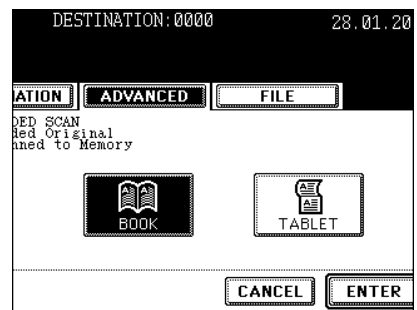 DESTINATION:0000 28.01.20
ATION ADVANCED FILE
DED SCAN
ded Original
nned to Memory
BOOK TABLET
CANCEL ENTER